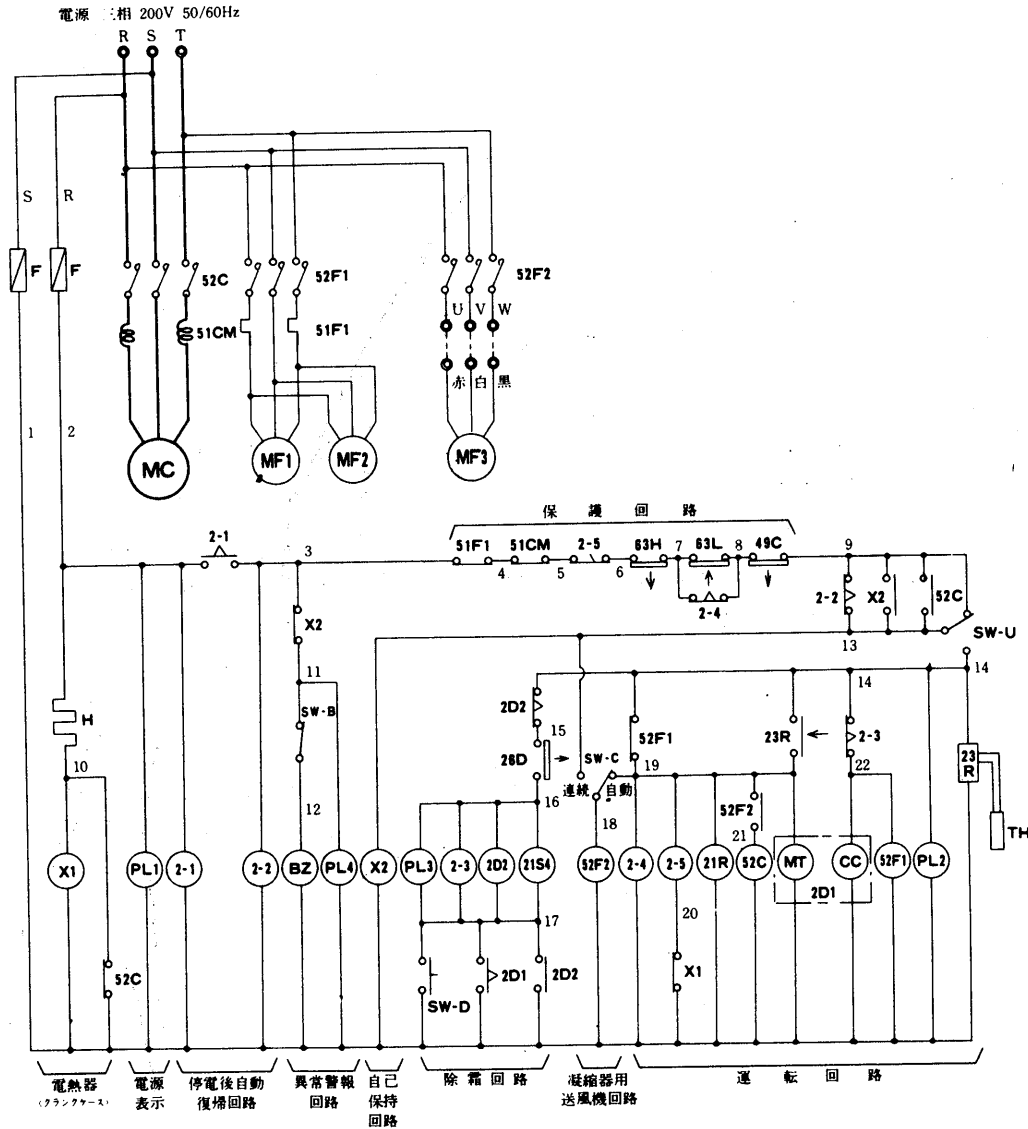 電源 三相 200V 50/60Hz
R S T
S R
F F
52C 52F1 52F2
U V W
51CM 51F1
赤 白 黒
1 2
MC MF1 MF2 MF3
保護回路
2-1 3 51F1 4 51CM 5 2-5 6 63H 7 63L 8 49C 9
2-4
2-2 X2 52C
X2 SW-U
13
11 14 14
SW-B 2D2
H 15 52F1 23R 2-3
26D SW-C 19 22 23R
10 連続 自動
12 16 18 52F2 TH
21
X1 PL1 2-1 2-2 BZ PL4 X2 PL3 2-3 2D2 21S4 52F2 2-4 2-5 21R 52C MT CC 52F1 PL2
2D1
17 20
52C SW-D 2D1 2D2 X1
電熱器
(クランクケース)
電源
表示
停電後自動
復帰回路
異常警報
回路
自己
保持
回路
除霜回路
凝縮器用
送風機回路
運転回路